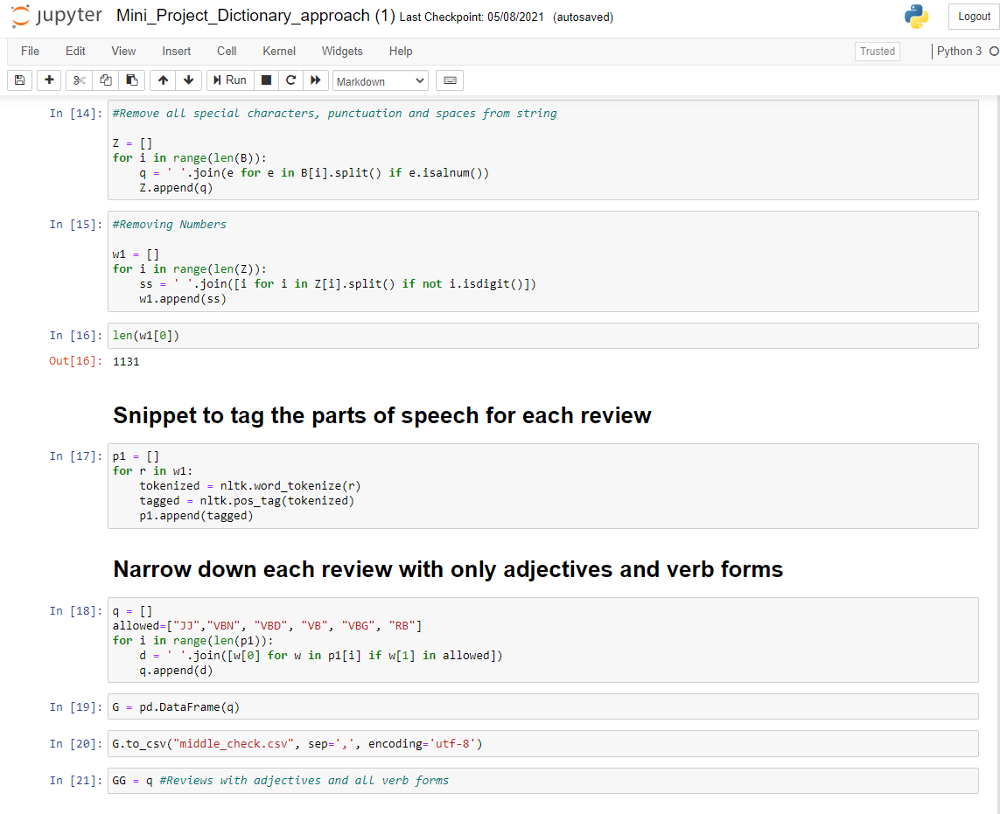 jupyter Mini_Project_Dictionary_approach (1) Last Checkpoint: 05/08/2021 (autosaved) Logout
File Edit View Insert Cell Kernel Widgets Help Trusted Python 3
Run Markdown
In [14]: #Remove all special characters, punctuation and spaces from string
Z = []
for i in range(len(B)):
    q = ' '.join(e for e in B[i].split() if e.isalnum())
    Z.append(q)
In [15]: #Removing Numbers
w1 = []
for i in range(len(Z)):
    ss = ' '.join([i for i in Z[i].split() if not i.isdigit()])
    w1.append(ss)
In [16]: len(w1[0])
Out[16]: 1131
Snippet to tag the parts of speech for each review
In [17]: p1 = []
for r in w1:
    tokenized = nltk.word_tokenize(r)
    tagged = nltk.pos_tag(tokenized)
    p1.append(tagged)
Narrow down each review with only adjectives and verb forms
In [18]: q = []
allowed=["JJ","VBN", "VBD", "VB", "VBG", "RB"]
for i in range(len(p1)):
    d = ' '.join([w[0] for w in p1[i] if w[1] in allowed])
    q.append(d)
In [19]: G = pd.DataFrame(q)
In [20]: G.to_csv("middle_check.csv", sep=',', encoding='utf-8')
In [21]: GG = q #Reviews with adjectives and all verb forms